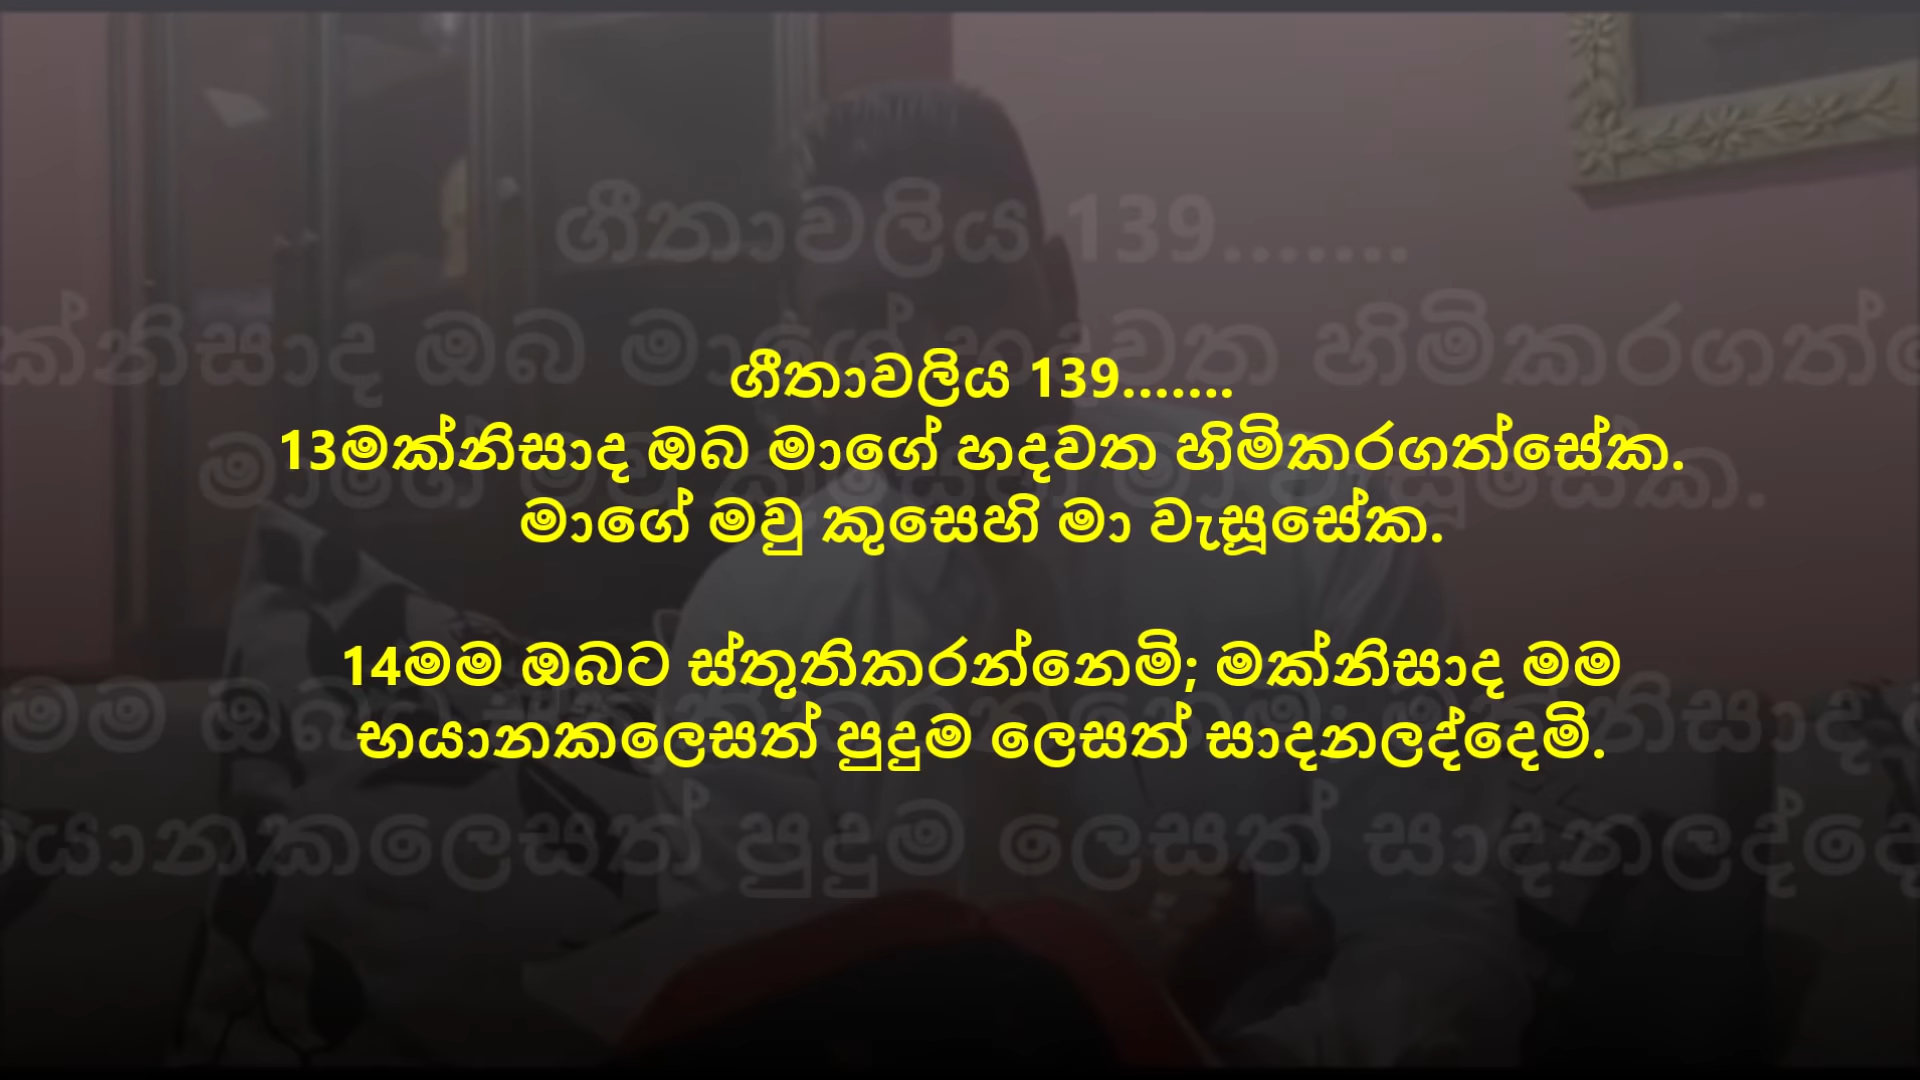 ගීතාවලිය 139.......
13මක්නිසාද ඔබ මාගේ හදවත හිමිකරගත්සේක.
මාගේ මවු කුසෙහි මා වැසූසේක.
14මම ඔබට ස්තුතිකරන්නෙමි; මක්නිසාද මම
භයානකලෙසත් පුදුම ලෙසත් සාදනලද්දෙමි.